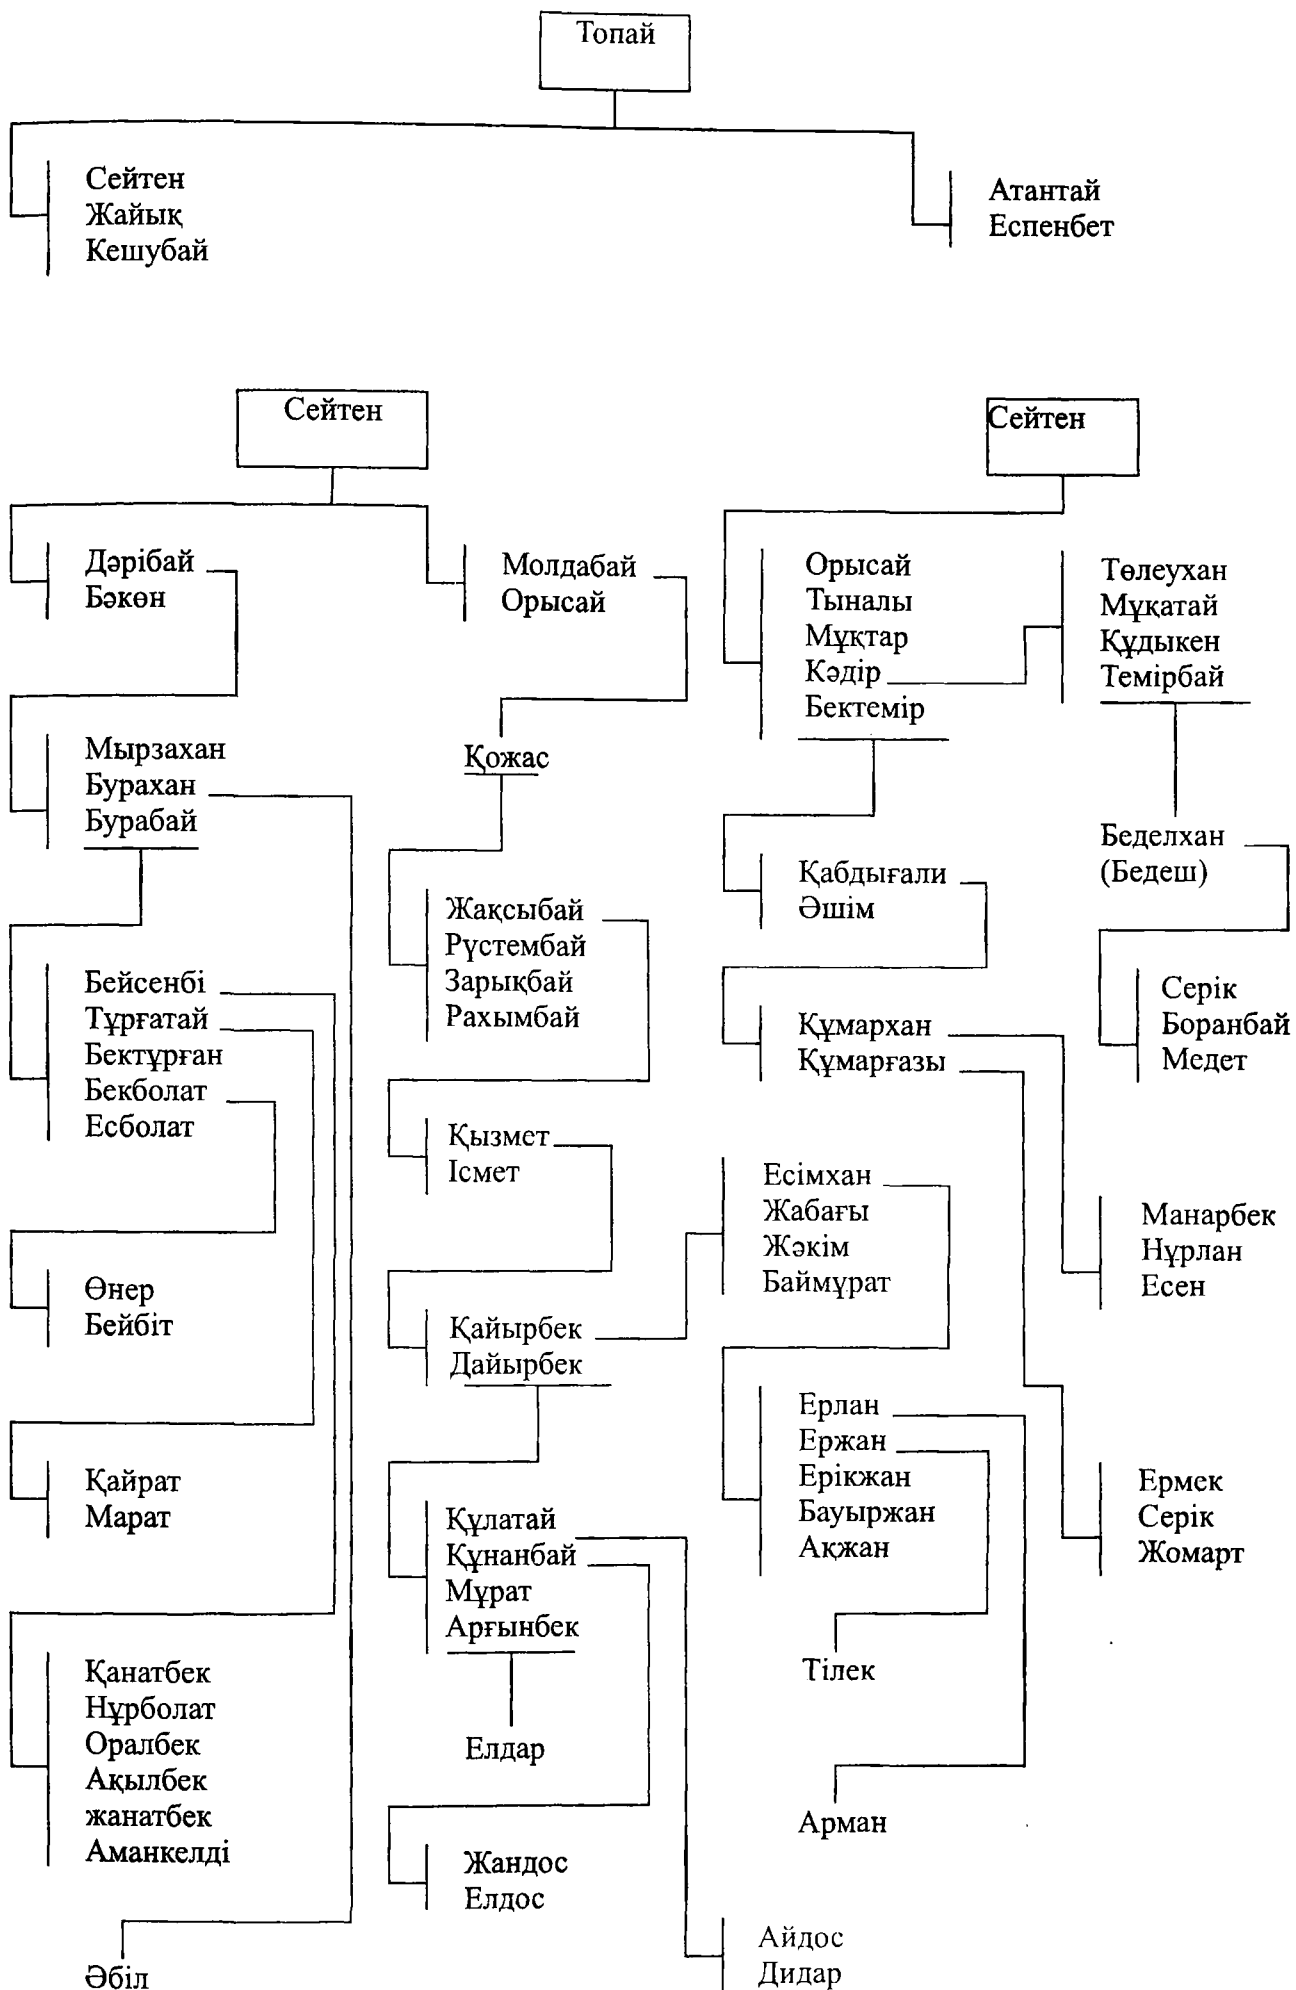 Топай
Сейтен
Жайық
Кешубай
Атантай
Еспенбет
Сейтен
Дәрібай
Бәкөн
Молдабай
Орысай
Мырзахан
Бурахан
Бурабай
Қожас
Бейсенбі
Тұрғатай
Бектұрған
Бекболат
Есболат
Жақсыбай
Рүстембай
Зарықбай
Рахымбай
Қызмет
Ісмет
Өнер
Бейбіт
Қайырбек
Дайырбек
Есімхан
Жабағы
Жәкім
Баймұрат
Қайрат
Марат
Құлатай
Құнанбай
Мұрат
Арғынбек
Ерлан
Ержан
Ерікжан
Бауыржан
Ақжан
Қанатбек
Нұрболат
Оралбек
Ақылбек
жанатбек
Аманкелді
Елдар
Тілек
Арман
Жандос
Елдос
Әбіл
Айдос
Дидар
Сейтен
Орысай
Тыналы
Мұқтар
Кәдір
Бектемір
Төлеухан
Мұқатай
Құдыкен
Темірбай
Беделхан
(Бедеш)
Қабдығали
Әшім
Серік
Боранбай
Медет
Құмархан
Құмарғазы
Манарбек
Нұрлан
Есен
Ермек
Серік
Жомарт